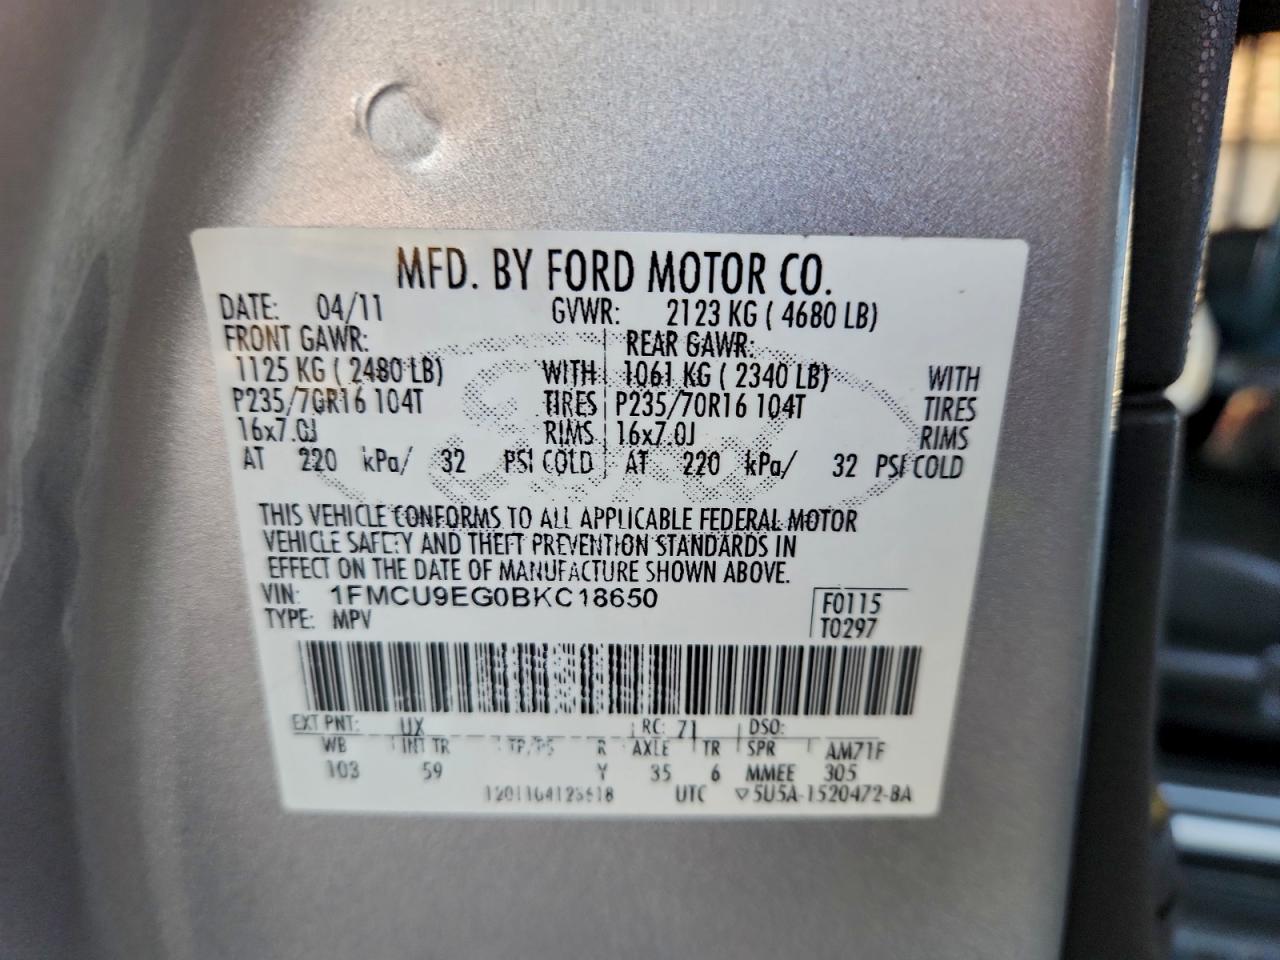 MFD. BY FORD MOTOR CO.
DATE: 04/11 GVWR: 2123 KG ( 4680 LB)
FRONT GAWR: REAR GAWR:
1125 KG ( 2480 LB) WITH 1061 KG ( 2340 LB) WITH
P235/70R16 104T TIRES P235/70R16 104T TIRES
16x7.0J RIMS 16x7.0J RIMS
AT 220 kPa/ 32 PSI COLD AT 220 kPa/ 32 PSI COLD
THIS VEHICLE CONFORMS TO ALL APPLICABLE FEDERAL MOTOR
VEHICLE SAFETY AND THEFT PREVENTION STANDARDS IN
EFFECT ON THE DATE OF MANUFACTURE SHOWN ABOVE.
VIN: 1FMCU9EG0BKC18650
TYPE: MPV
F0115
T0297
EXT PNT: UX RC: 71 DSO:
WB INT TR TP/PS R AXLE TR SPR AM71F
103 59 Y 35 6 MMEE 305
UTC ▽5U5A-1520472-BA